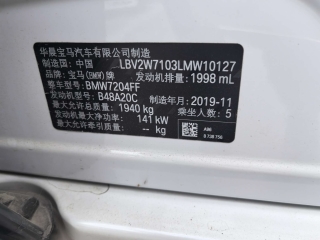 华晨宝马汽车有限公司制造
制造国：中国 LBV2W7103LMW10127
品牌：宝马(BMW)牌 发动机排量：1998 mL
整车型号：BMW7204FF
发动机型号：B48A20C 制造年月：2019-11
最大允许总质量：1940 kg 乘坐人数：5
发动机最大净功率：141 kW
最大允许牵引质量：-- kg